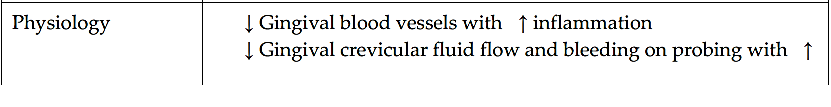 Physiology
↓ Gingival blood vessels with ↑ inflammation
↓ Gingival crevicular fluid flow and bleeding on probing with ↑